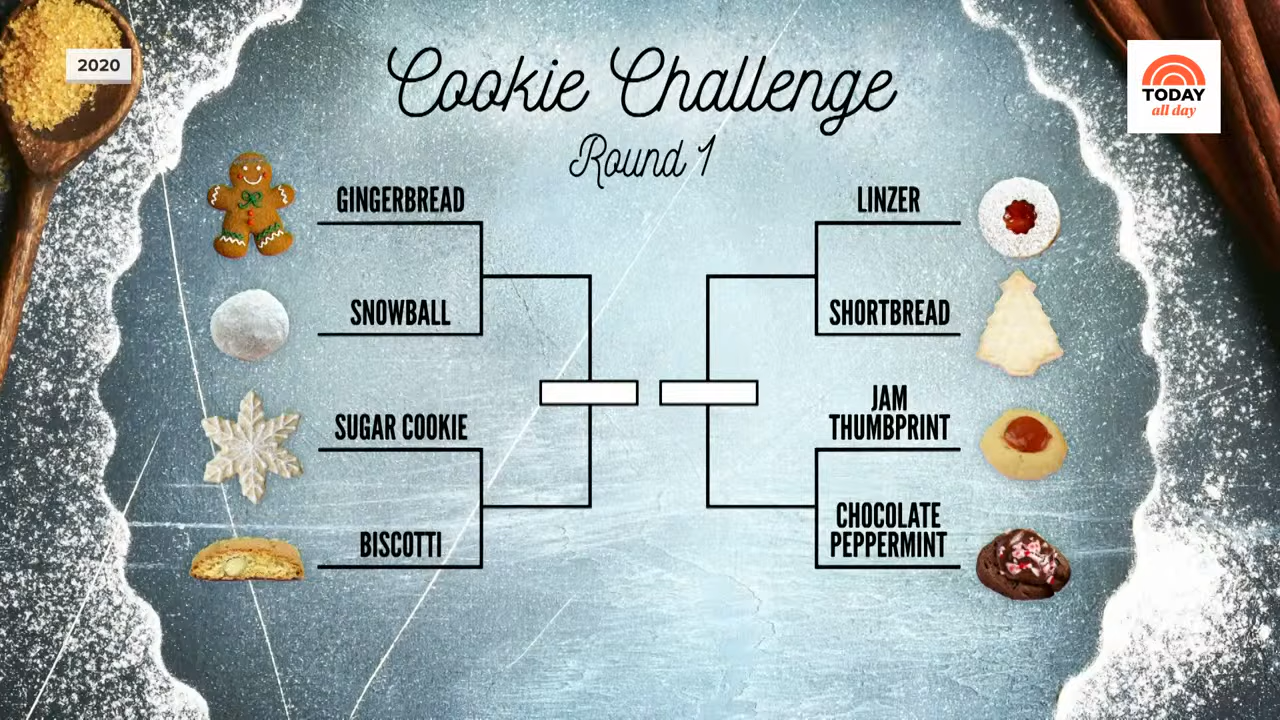 2020
Cookie Challenge
Round 1
TODAY
all day
GINGERBREAD
SNOWBALL
SUGAR COOKIE
BISCOTTI
LINZER
SHORTBREAD
JAM
THUMBPRINT
CHOCOLATE
PEPPERMINT